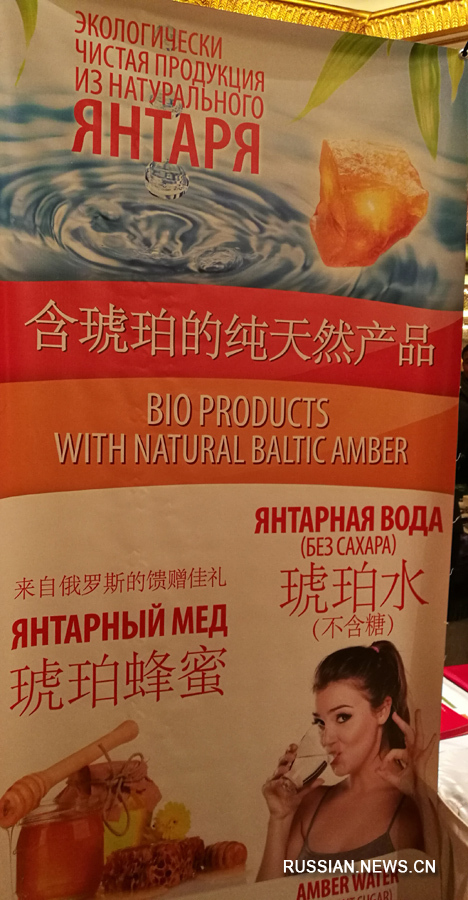 ЭКОЛОГИЧЕСКИ
ЧИСТАЯ ПРОДУКЦИЯ
ИЗ НАТУРАЛЬНОГО
ЯНТАРЯ
含琥珀的纯天然产品
BIO PRODUCTS
WITH NATURAL BALTIC AMBER
ЯНТАРНАЯ ВОДА
(БЕЗ САХАРА)
琥珀水
(不含糖)
来自俄罗斯的馈赠佳礼
ЯНТАРНЫЙ МЕД
琥珀蜂蜜
RUSSIAN.NEWS.CN
AMBER WATER
SUGAR)